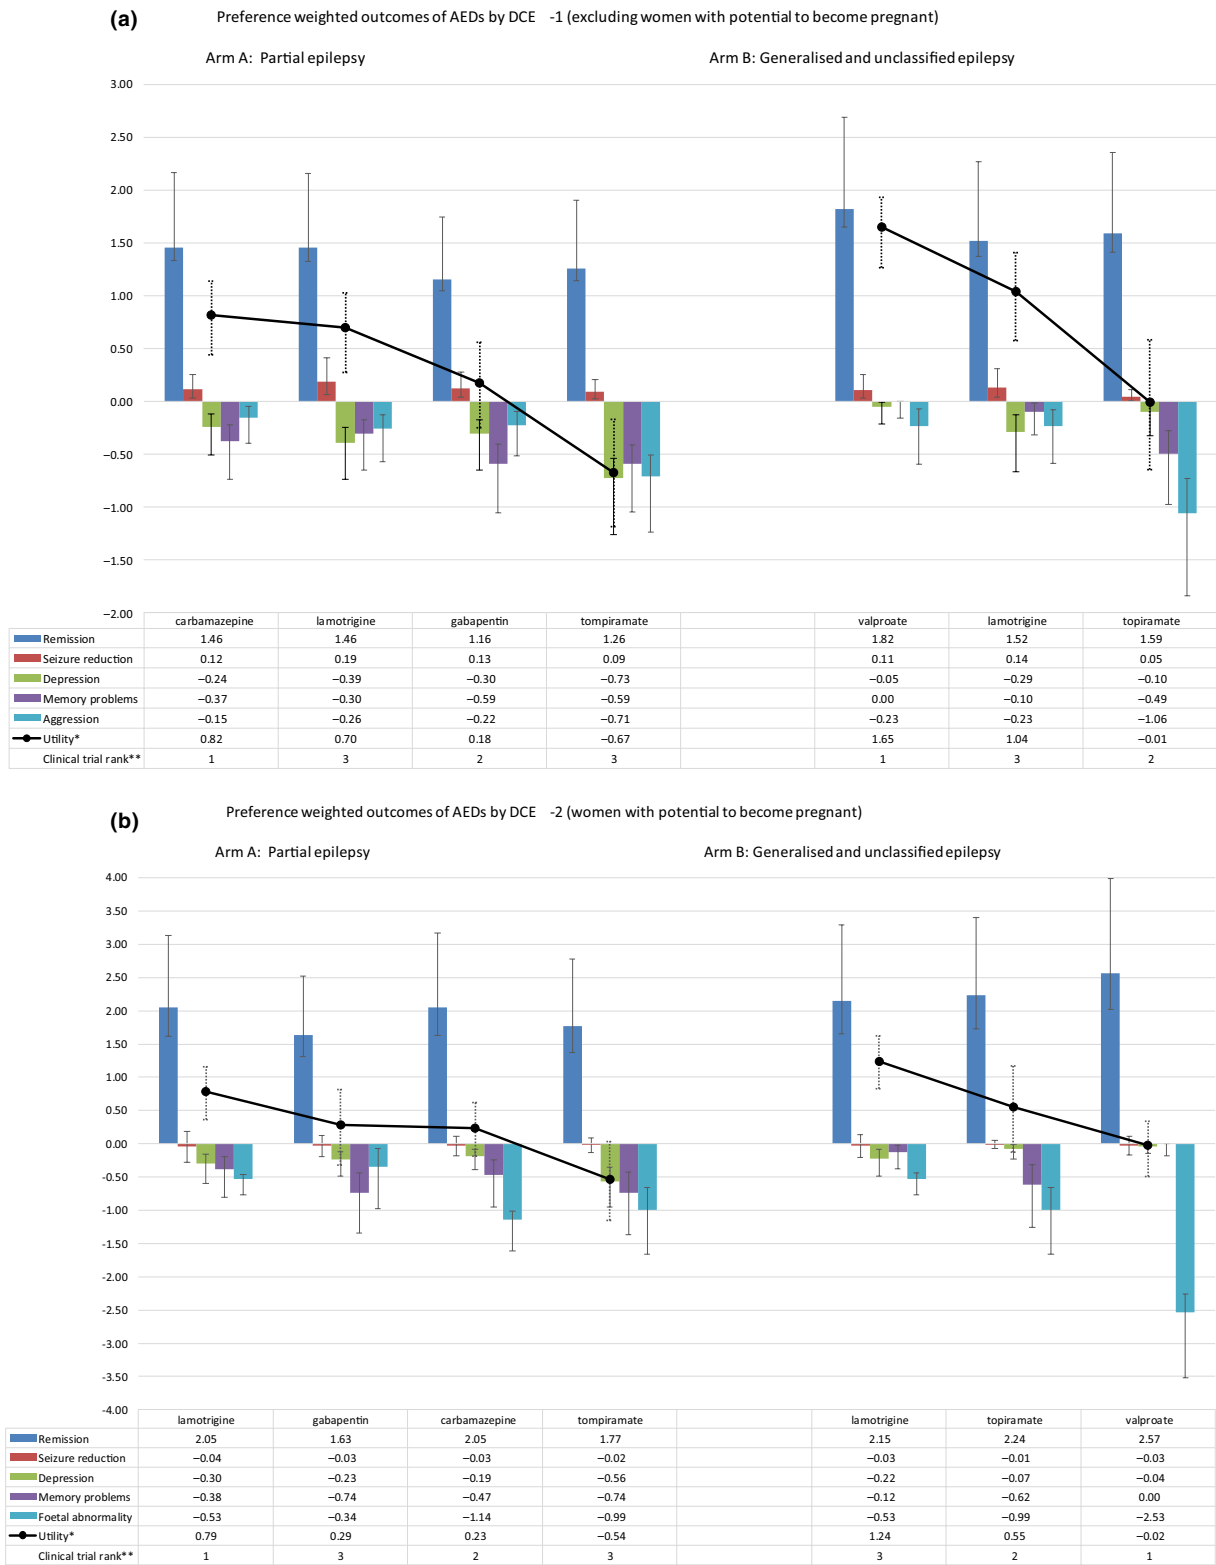 (a)
Preference weighted outcomes of AEDs by DCE -1 (excluding women with potential to become pregnant)
Arm A: Partial epilepsy Arm B: Generalised and unclassified epilepsy
3.00
2.50
2.00
1.50
1.00
0.50
0.00
−0.50
−1.00
−1.50
−2.00
carbamazepine lamotrigine gabapentin tompiramate valproate lamotrigine topiramate
Remission 1.46 1.46 1.16 1.26 1.82 1.52 1.59
Seizure reduction 0.12 0.19 0.13 0.09 0.11 0.14 0.05
Depression −0.24 −0.39 −0.30 −0.73 −0.05 −0.29 −0.10
Memory problems −0.37 −0.30 −0.59 −0.59 0.00 −0.10 −0.49
Aggression −0.15 −0.26 −0.22 −0.71 −0.23 −0.23 −1.06
Utility* 0.82 0.70 0.18 −0.67 1.65 1.04 −0.01
Clinical trial rank** 1 3 2 3 1 3 2
(b)
Preference weighted outcomes of AEDs by DCE -2 (women with potential to become pregnant)
Arm A: Partial epilepsy Arm B: Generalised and unclassified epilepsy
4.00
3.50
3.00
2.50
2.00
1.50
1.00
0.50
0.00
-0.50
-1.00
-1.50
-2.00
-2.50
-3.00
-3.50
-4.00
lamotrigine gabapentin carbamazepine tompiramate lamotrigine topiramate valproate
Remission 2.05 1.63 2.05 1.77 2.15 2.24 2.57
Seizure reduction −0.04 −0.03 −0.03 −0.02 −0.03 −0.01 −0.03
Depression −0.30 −0.23 −0.19 −0.56 −0.22 −0.07 −0.04
Memory problems −0.38 −0.74 −0.47 −0.74 −0.12 −0.62 0.00
Foetal abnormality −0.53 −0.34 −1.14 −0.99 −0.53 −0.99 −2.53
Utility* 0.79 0.29 0.23 −0.54 1.24 0.55 −0.02
Clinical trial rank** 1 3 2 3 3 2 1